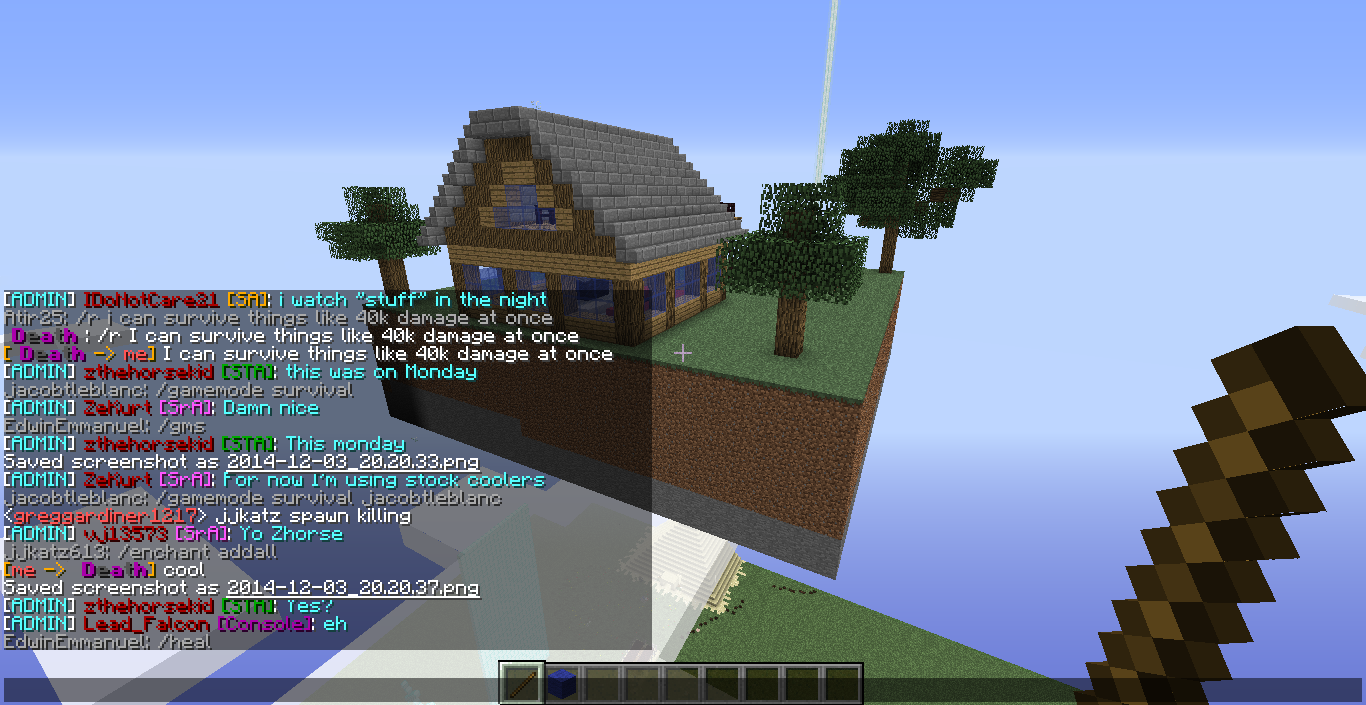 [ADMIN] IDoNotCare21 [SA]: i watch "stuff" in the night
Atir25: /r i can survive things like 40k damage at once
Death : /r I can survive things like 40k damage at once
[ Death -> me] I can survive things like 40k damage at once
[ADMIN] zthehorsekid [STA]: this was on Monday
jacobtleblanc: /gamemode survival
[ADMIN] ZeKurt [SrA]: Damn nice
EdwinEmmanuel: /gms
[ADMIN] zthehorsekid [STA]: This monday
Saved screenshot as 2014-12-03_20.20.33.png
[ADMIN] ZeKurt [SrA]: For now I'm using stock coolers
jacobtleblanc: /gamemode survival jacobtleblanc
<greggardiner1217> jjkatz spawn killing
[ADMIN] wj13573 [SrA]: Yo Zhorse
jjkatz613: /enchant addall
[me -> Death] cool
Saved screenshot as 2014-12-03_20.20.37.png
[ADMIN] zthehorsekid [STA]: Yes?
[ADMIN] Lead_Falcon [Console]: eh
EdwinEmmanuel: /heal